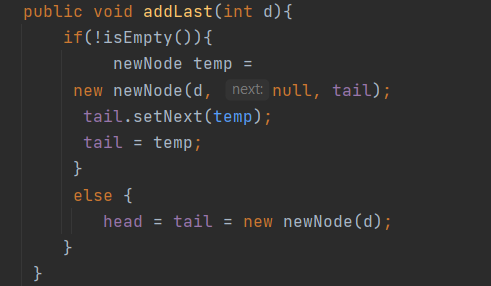 public void addLast(int d){
if(!isEmpty()){
newNode temp =
new newNode(d, next: null, tail);
tail.setNext(temp);
tail = temp;
}
else {
head = tail = new newNode(d);
}
}